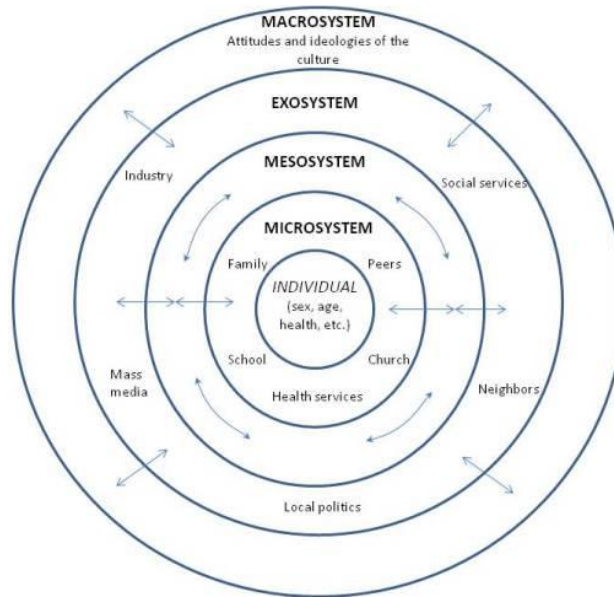 MACROSYSTEM
Attitudes and ideologies of the
culture
EXOSYSTEM
MESOSYSTEM
Industry
Social services
MICROSYSTEM
Family
Peers
INDIVIDUAL
(sex, age,
health, etc.)
School
Church
Mass
media
Health services
Neighbors
Local politics